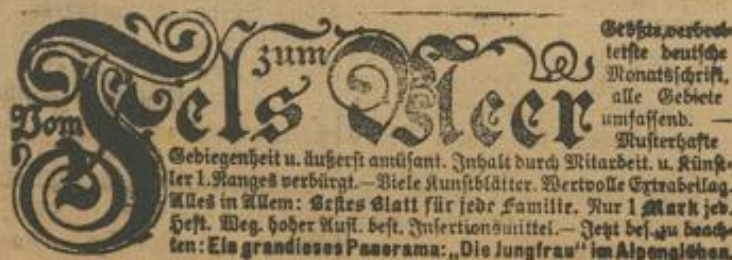 Vom Fels zum Meer
Größte, verbrei-
tetste deutsche
Monatsschrift,
alle Gebiete
umfassend. —
Musterhafte
Gediegenheit u. äußerst amüsant. Inhalt durch Mitarbeit. u. Künst-
ler 1. Ranges verbürgt. — Viele Kunstblätter. Wertvolle Extrabeilag.
Alles in Allem: Erstes Blatt für jede Familie. Nur 1 Mark jed.
Heft. Weg. hoher Aufl. best. Insertionsmittel. — Jetzt bes. zu beach-
ten: Ein grandioses Panorama: „Die Jungfrau" im Alpenglühen.